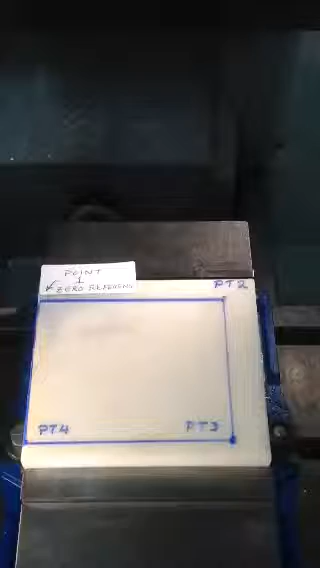 POINT
1
ZERO REFERENCE
PT2
PT4 PT3